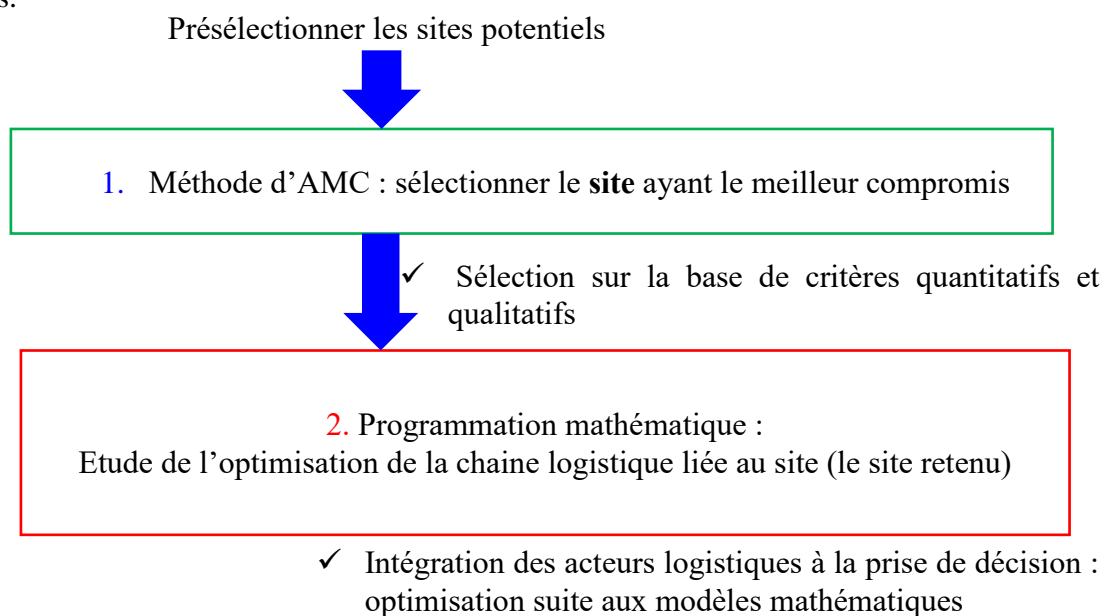 s.
Présélectionner les sites potentiels
1. Méthode d’AMC : sélectionner le site ayant le meilleur compromis
✓ Sélection sur la base de critères quantitatifs et
qualitatifs
2. Programmation mathématique :
Etude de l’optimisation de la chaine logistique liée au site (le site retenu)
✓ Intégration des acteurs logistiques à la prise de décision :
optimisation suite aux modèles mathématiques